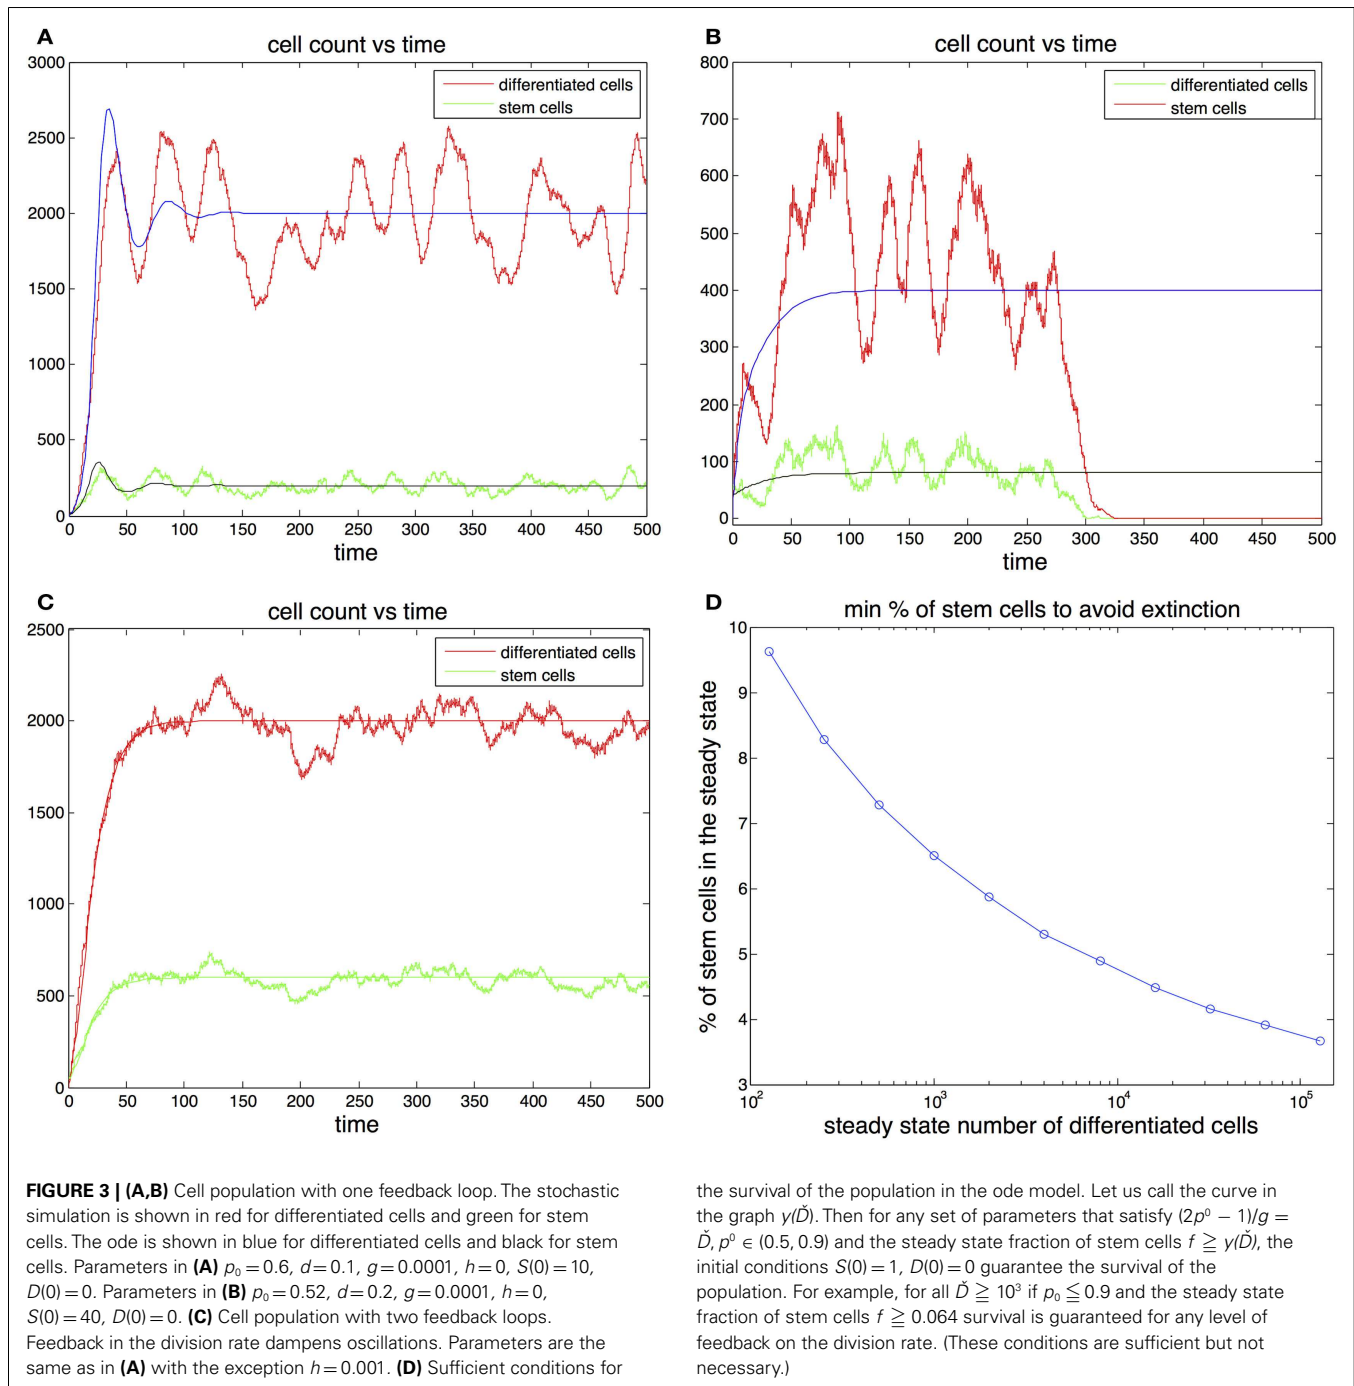 A
cell count vs time
3000
2500
2000
1500
1000
500
0
differentiated cells
stem cells
0 50 100 150 200 250 300 350 400 450 500
time
B
cell count vs time
800
700
600
500
400
300
200
100
0
differentiated cells
stem cells
0 50 100 150 200 250 300 350 400 450 500
time
C
cell count vs time
2500
2000
1500
1000
500
0
differentiated cells
stem cells
0 50 100 150 200 250 300 350 400 450 500
time
D
min % of stem cells to avoid extinction
% of stem cells in the steady state
10
9
8
7
6
5
4
3
10² 10³ 10⁴ 10⁵
steady state number of differentiated cells
FIGURE 3 | (A,B) Cell population with one feedback loop. The stochastic
simulation is shown in red for differentiated cells and green for stem
cells. The ode is shown in blue for differentiated cells and black for stem
cells. Parameters in (A) p₀ = 0.6, d = 0.1, g = 0.0001, h = 0, S(0) = 10,
D(0) = 0. Parameters in (B) p₀ = 0.52, d = 0.2, g = 0.0001, h = 0,
S(0) = 40, D(0) = 0. (C) Cell population with two feedback loops.
Feedback in the division rate dampens oscillations. Parameters are the
same as in (A) with the exception h = 0.001. (D) Sufficient conditions for
the survival of the population in the ode model. Let us call the curve in
the graph y(Ď). Then for any set of parameters that satisfy (2p⁰ − 1)/g =
Ď, p⁰ ∈ (0.5, 0.9) and the steady state fraction of stem cells f ≧ y(Ď), the
initial conditions S(0) = 1, D(0) = 0 guarantee the survival of the
population. For example, for all Ď ≧ 10³ if p₀ ≦ 0.9 and the steady state
fraction of stem cells f ≧ 0.064 survival is guaranteed for any level of
feedback on the division rate. (These conditions are sufficient but not
necessary.)